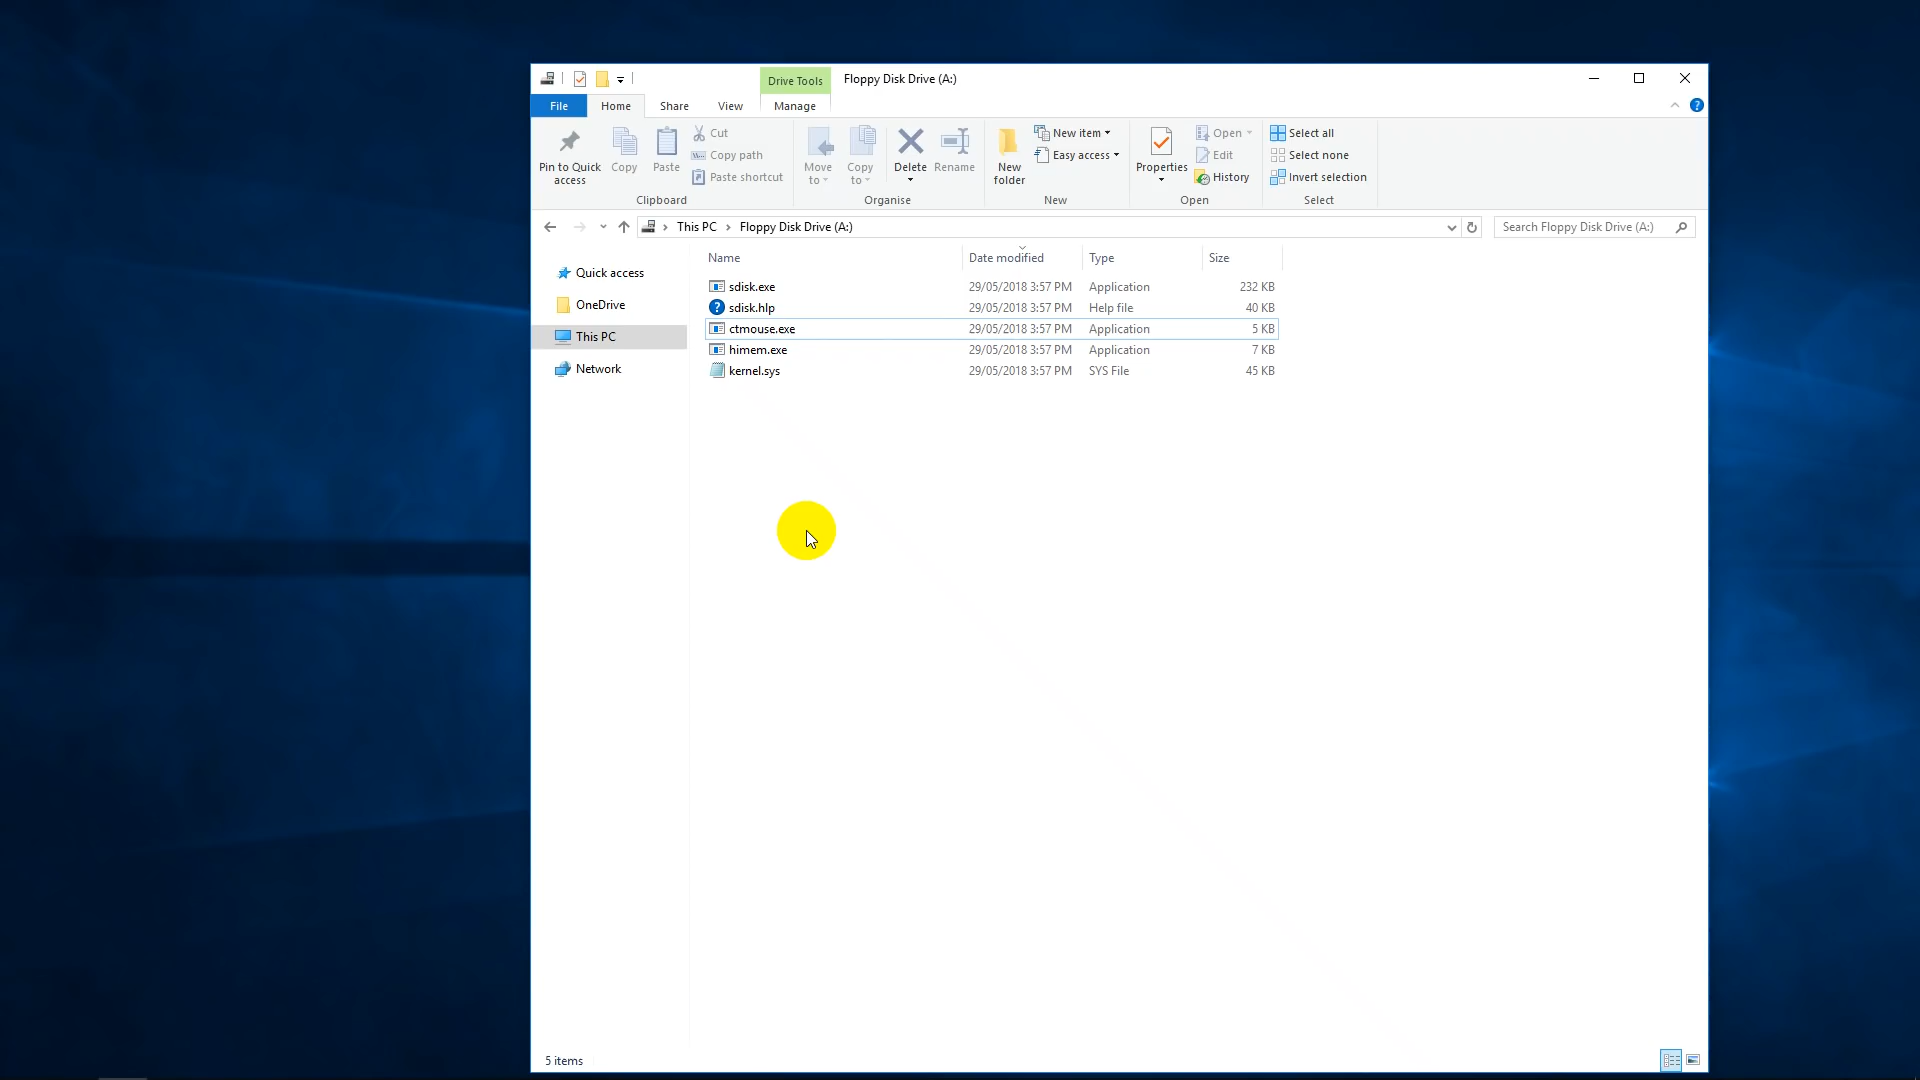 Drive Tools Floppy Disk Drive (A:)
File Home Share View Manage
Pin to Quick access
Copy
Paste
Cut
Copy path
Paste shortcut
Clipboard
Move to
Copy to
Delete
Rename
Organise
New folder
New item
Easy access
New
Properties
Open
Edit
History
Open
Select all
Select none
Invert selection
Select
This PC Floppy Disk Drive (A:) Search Floppy Disk Drive (A:)
Quick access
OneDrive
This PC
Network
Name Date modified Type Size
sdisk.exe 29/05/2018 3:57 PM Application 232 KB
sdisk.hlp 29/05/2018 3:57 PM Help file 40 KB
ctmouse.exe 29/05/2018 3:57 PM Application 5 KB
himem.exe 29/05/2018 3:57 PM Application 7 KB
kernel.sys 29/05/2018 3:57 PM SYS File 45 KB
5 items